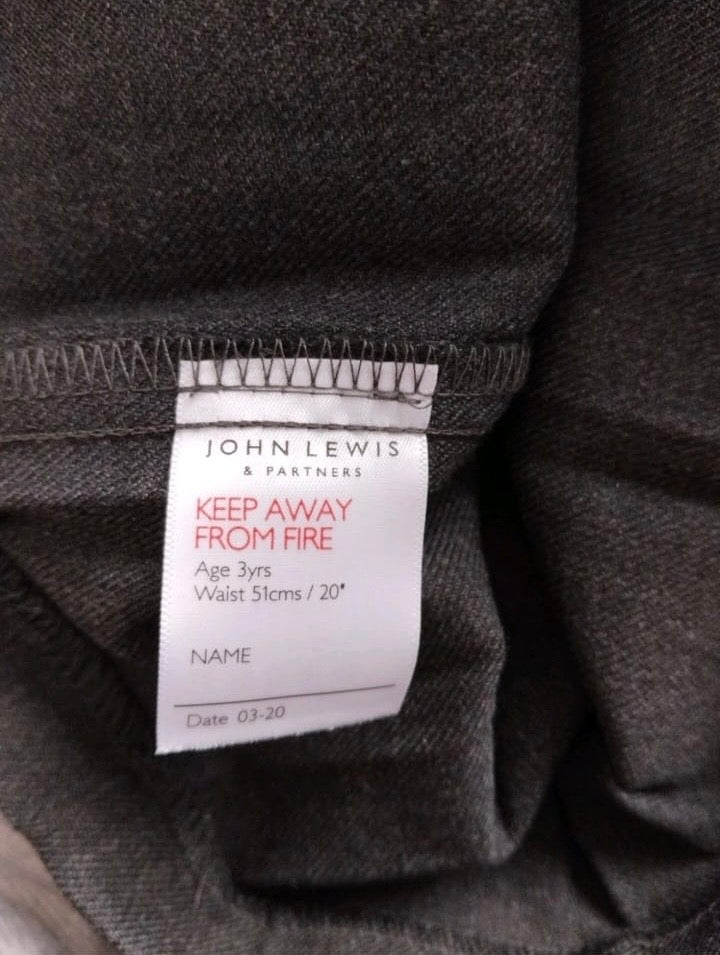 JOHN LEWIS
& PARTNERS
KEEP AWAY
FROM FIRE
Age 3yrs
Waist 51cms / 20"
NAME
Date 03-20